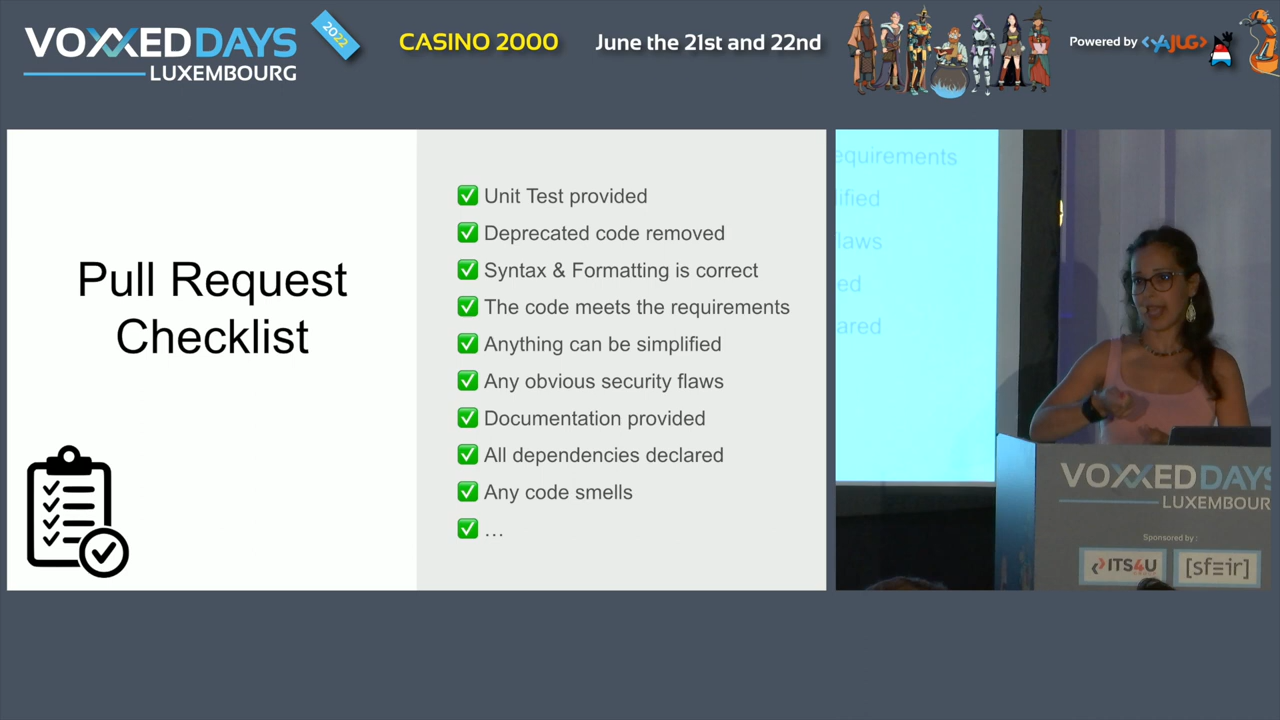 VOXXED DAYS
LUXEMBOURG
2022
CASINO 2000
June the 21st and 22nd
Powered by <YAJUG>
Pull Request
Checklist
✅ Unit Test provided
✅ Deprecated code removed
✅ Syntax & Formatting is correct
✅ The code meets the requirements
✅ Anything can be simplified
✅ Any obvious security flaws
✅ Documentation provided
✅ All dependencies declared
✅ Any code smells
✅ …
equirements
ified
flaws
ed
ared
VOXXED DAYS
LUXEMBOURG
Sponsored by :
ITS4U
[sfeir]